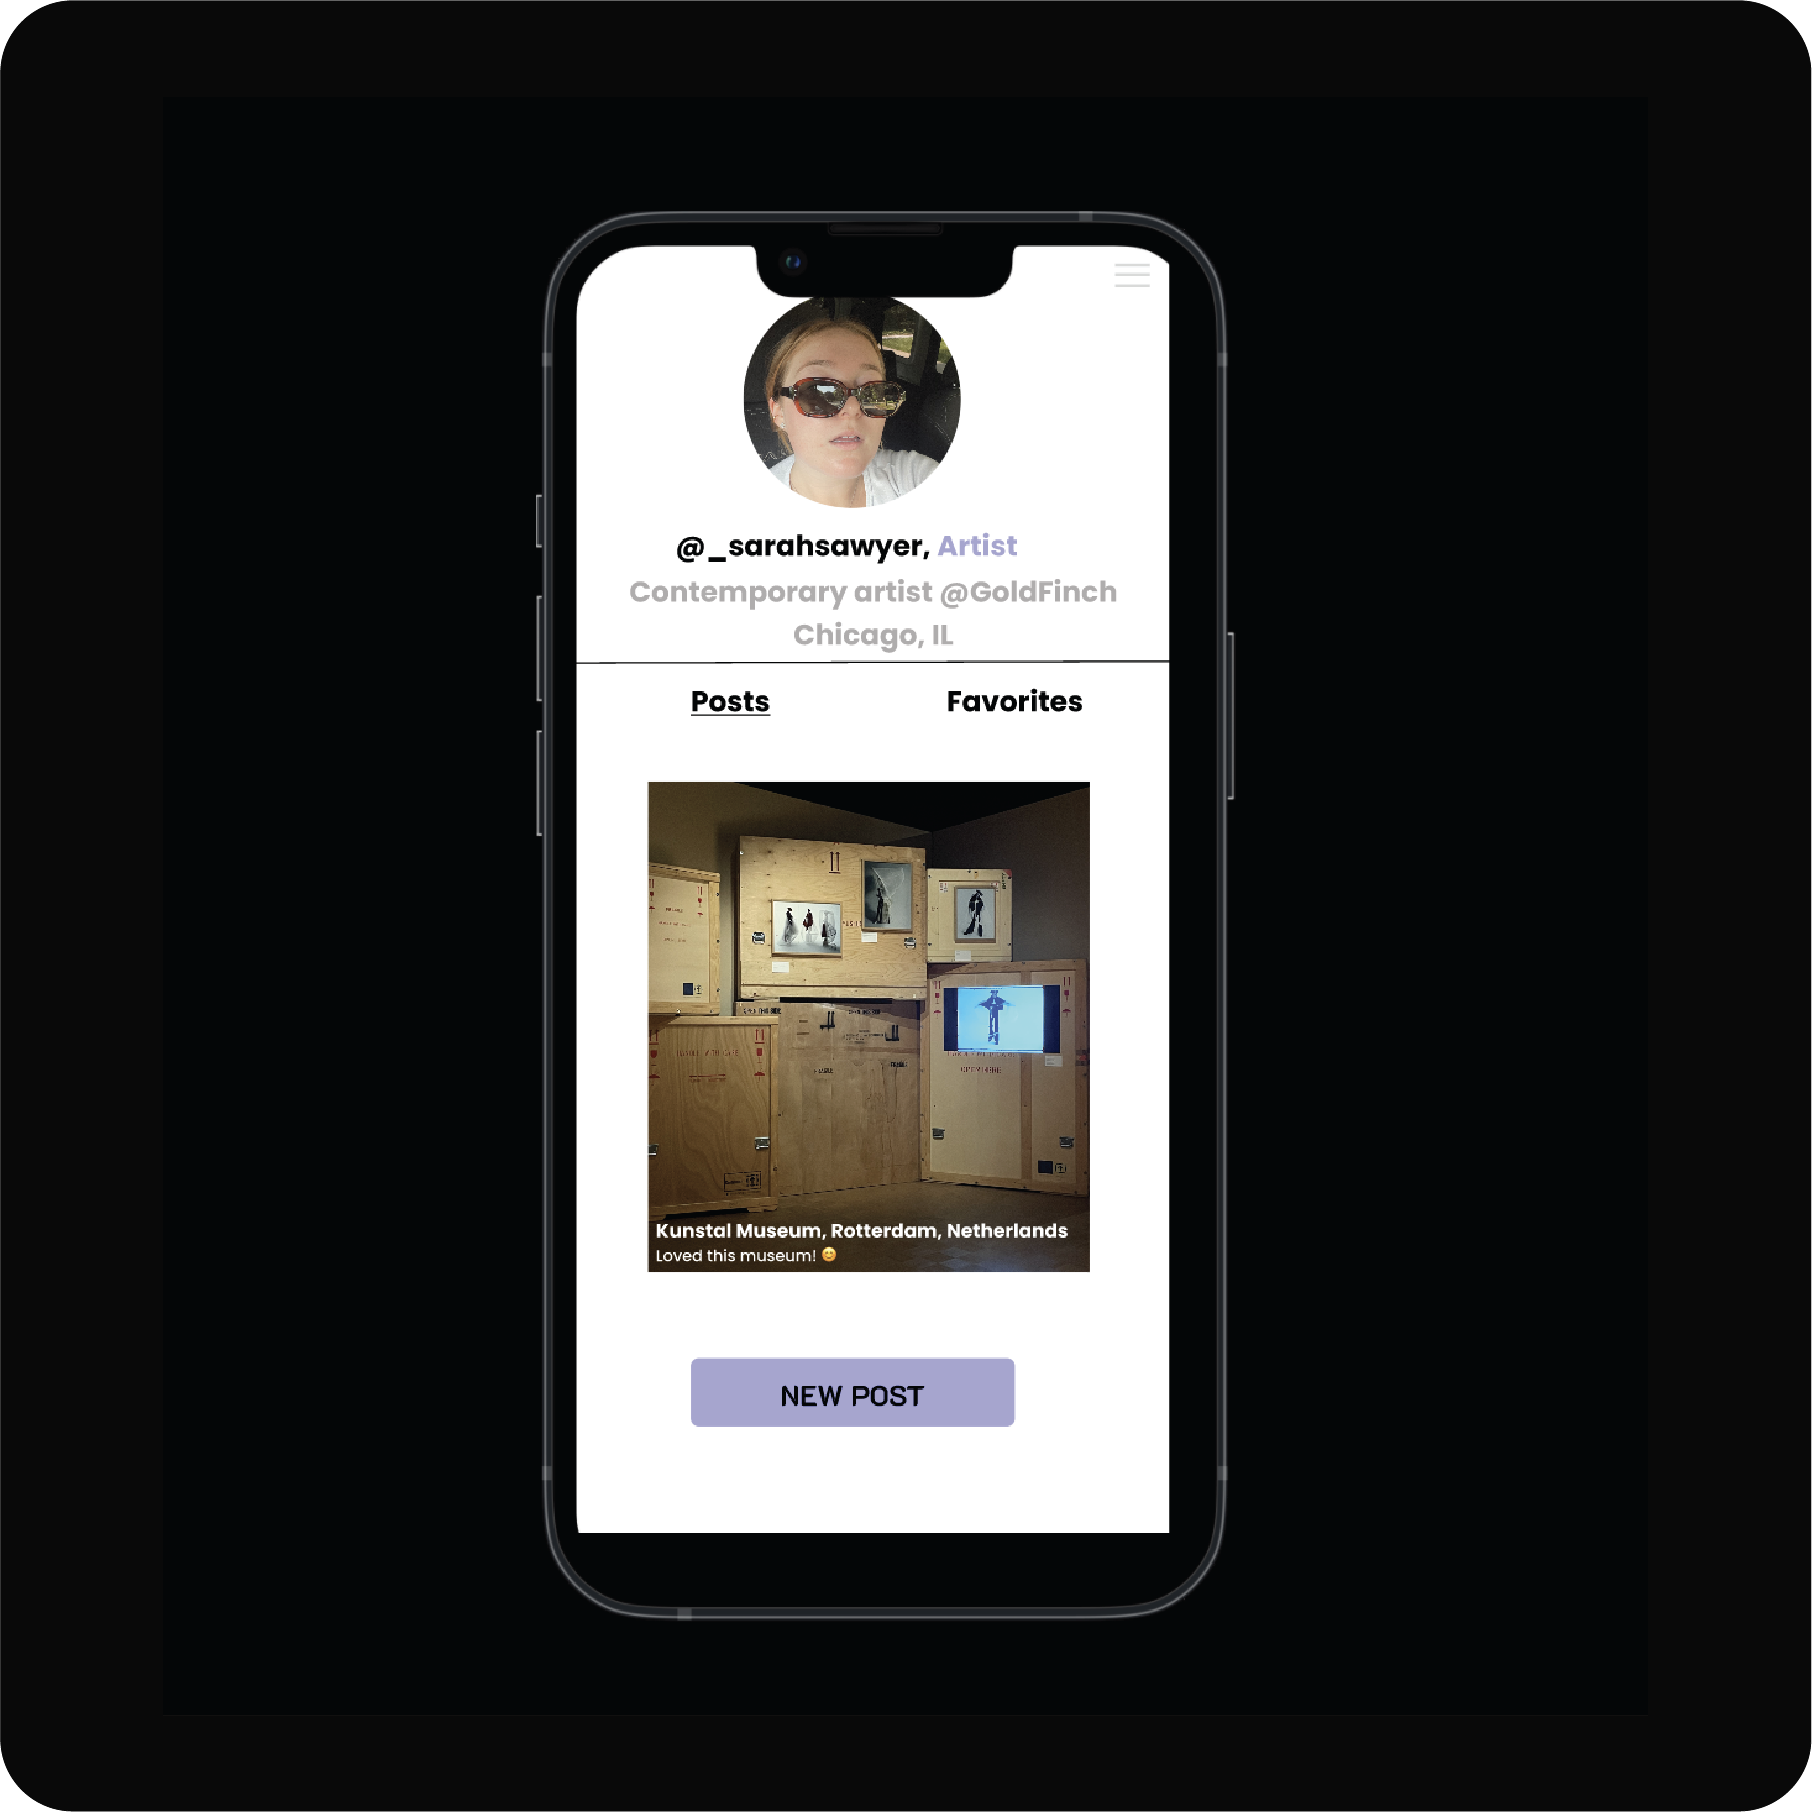 @_sarahsawyer, Artist
Contemporary artist @GoldFinch
Chicago, IL
Posts
Favorites
Kunstal Museum, Rotterdam, Netherlands
Loved this museum! 😊
NEW POST